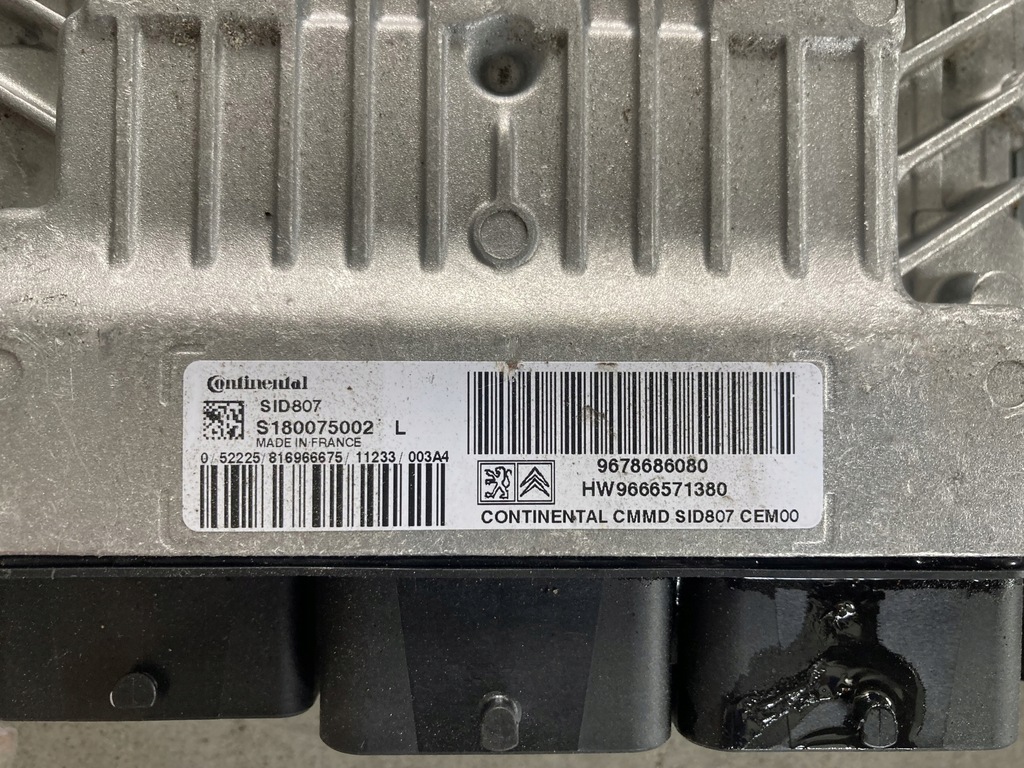 Continental
SID807
S180075002 L
MADE IN FRANCE
0/52225/816966675/11233/003A4
9678686080
HW9666571380
CONTINENTAL CMMD SID807 CEM00